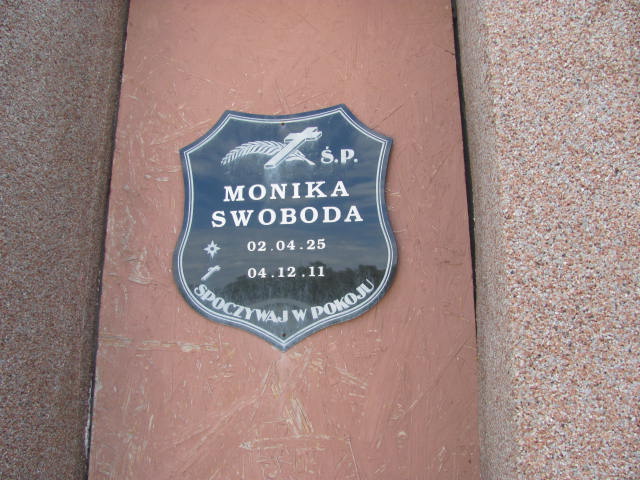 Ś.P.
MONIKA
SWOBODA
02.04.25
04.12.11
SPOCZYWAJ W POKOJU